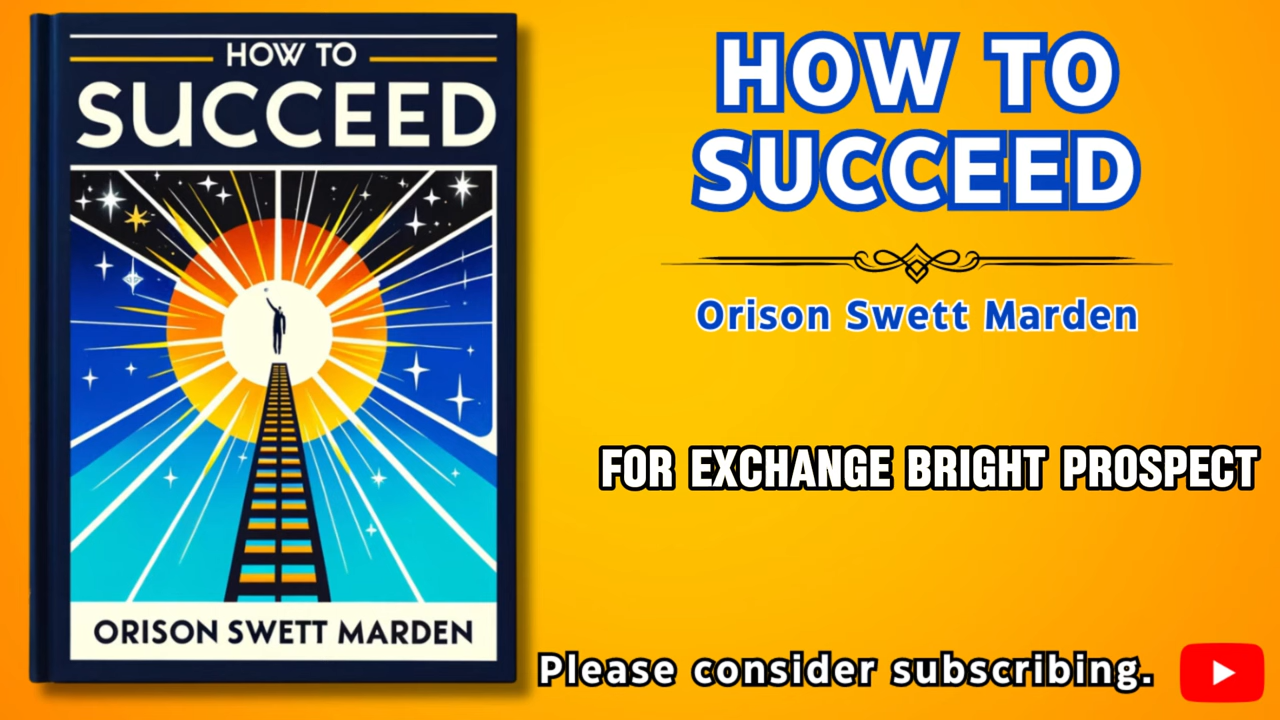 HOW TO
SUCCEED
ORISON SWETT MARDEN
HOW TO
SUCCEED
Orison Swett Marden
FOR EXCHANGE BRIGHT PROSPECT
Please consider subscribing.